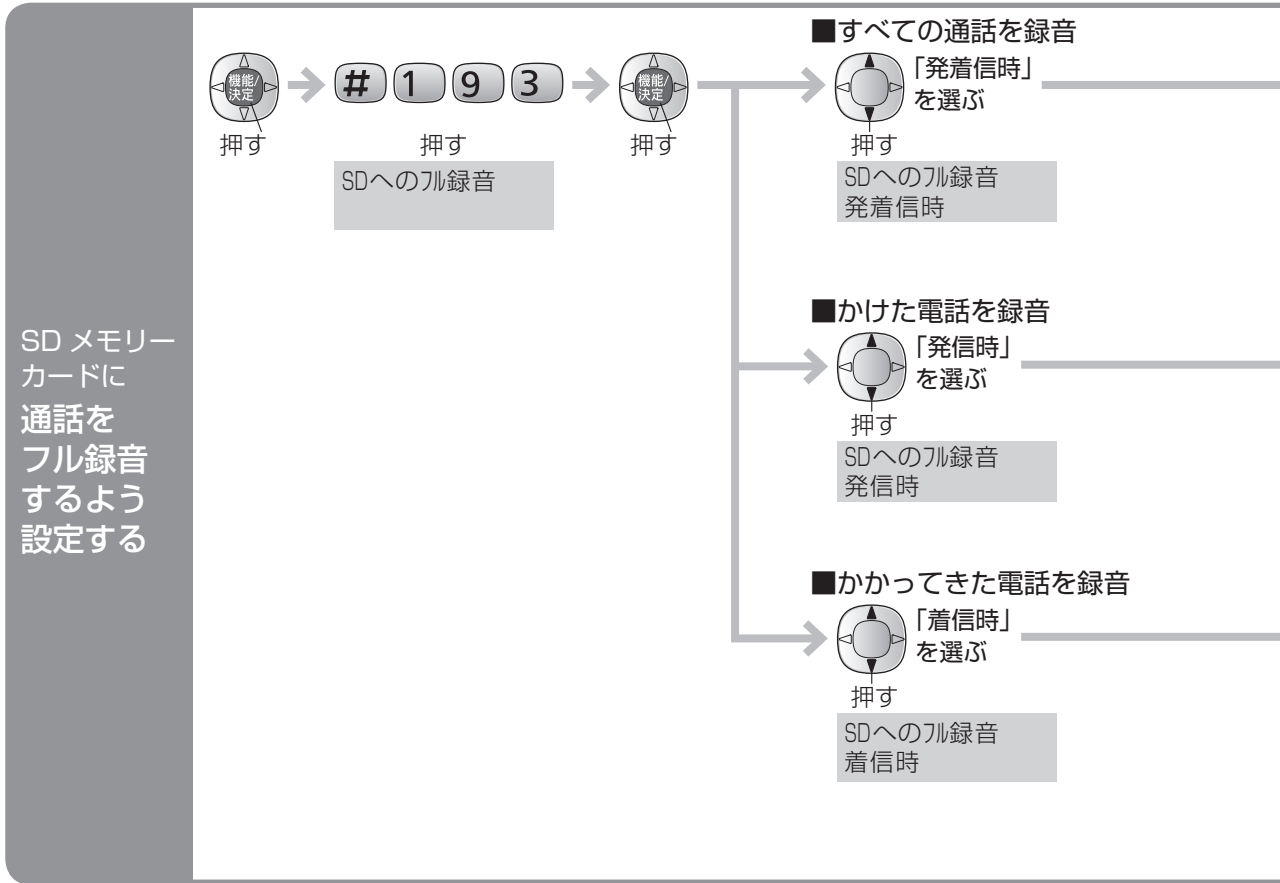 SD メモリー
カードに
通話を
フル録音
するよう
設定する
機能/
決定
押す
# 1 9 3
押す
SDへのフル録音
機能/
決定
押す
■すべての通話を録音
「発着信時」
を選ぶ
押す
SDへのフル録音
発着信時
■かけた電話を録音
「発信時」
を選ぶ
押す
SDへのフル録音
発信時
■かかってきた電話を録音
「着信時」
を選ぶ
押す
SDへのフル録音
着信時